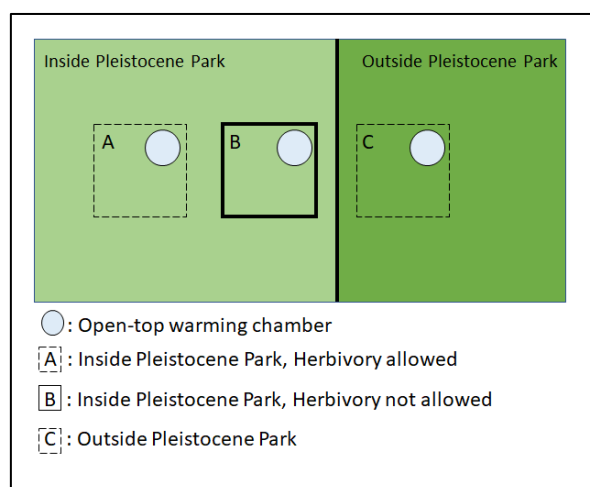 Inside Pleistocene Park Outside Pleistocene Park
A B C
: Open-top warming chamber
A : Inside Pleistocene Park, Herbivory allowed
B : Inside Pleistocene Park, Herbivory not allowed
C : Outside Pleistocene Park